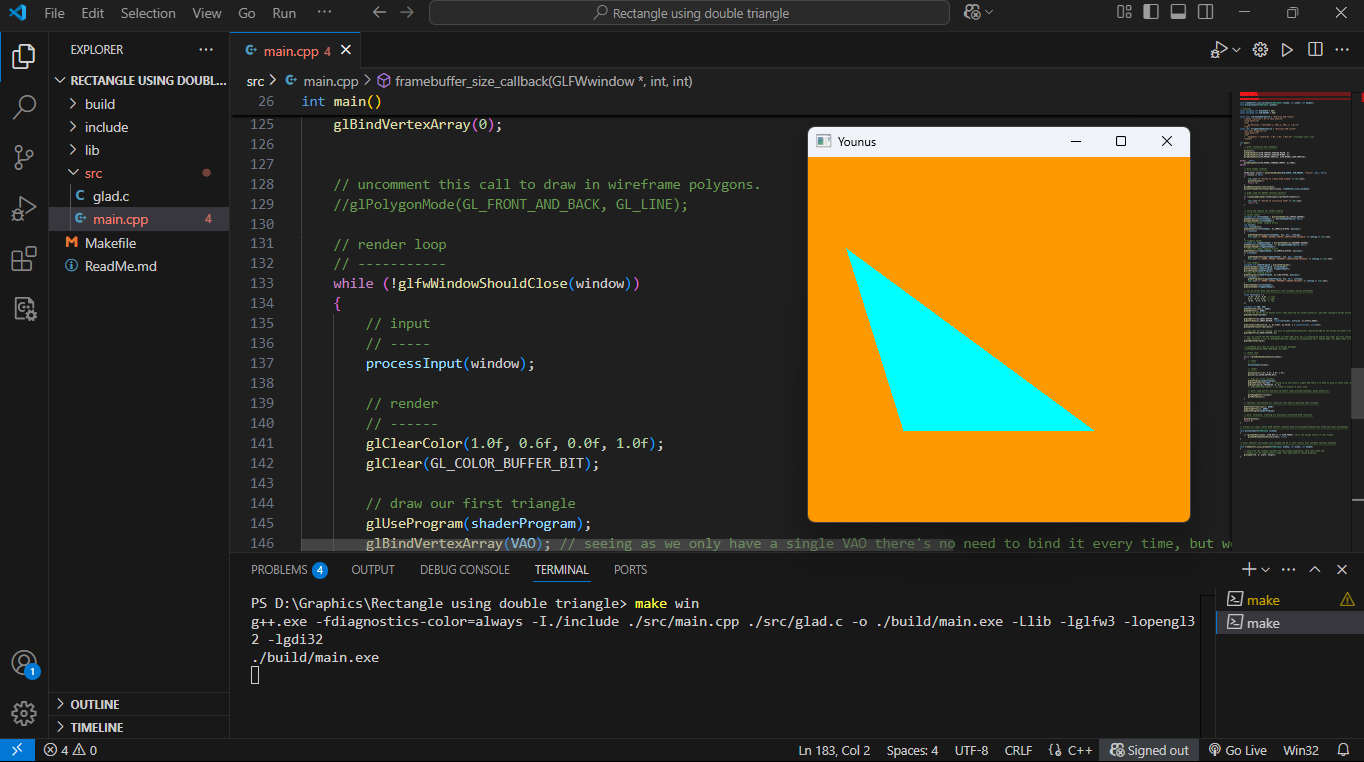 File Edit Selection View Go Run ··· Rectangle using double triangle
EXPLORER ···
RECTANGLE USING DOUBL...
build
include
lib
src
glad.c
main.cpp 4
Makefile
ReadMe.md
OUTLINE
TIMELINE
1
main.cpp 4
src > main.cpp > framebuffer_size_callback(GLFWwindow *, int, int)
26 int main()
125 glBindVertexArray(0);
126
127
128 // uncomment this call to draw in wireframe polygons.
129 //glPolygonMode(GL_FRONT_AND_BACK, GL_LINE);
130
131 // render loop
132 // -----------
133 while (!glfwWindowShouldClose(window))
134 {
135 // input
136 // -----
137 processInput(window);
138
139 // render
140 // ------
141 glClearColor(1.0f, 0.6f, 0.0f, 1.0f);
142 glClear(GL_COLOR_BUFFER_BIT);
143
144 // draw our first triangle
145 glUseProgram(shaderProgram);
146 glBindVertexArray(VAO); // seeing as we only have a single VAO there's no need to bind it every time, but w
Younus
PROBLEMS 4 OUTPUT DEBUG CONSOLE TERMINAL PORTS
PS D:\Graphics\Rectangle using double triangle> make win
g++.exe -fdiagnostics-color=always -I./include ./src/main.cpp ./src/glad.c -o ./build/main.exe -Llib -lglfw3 -lopengl3
2 -lgdi32
./build/main.exe
make
make
4 0 Ln 183, Col 2 Spaces: 4 UTF-8 CRLF {} C++ Signed out Go Live Win32